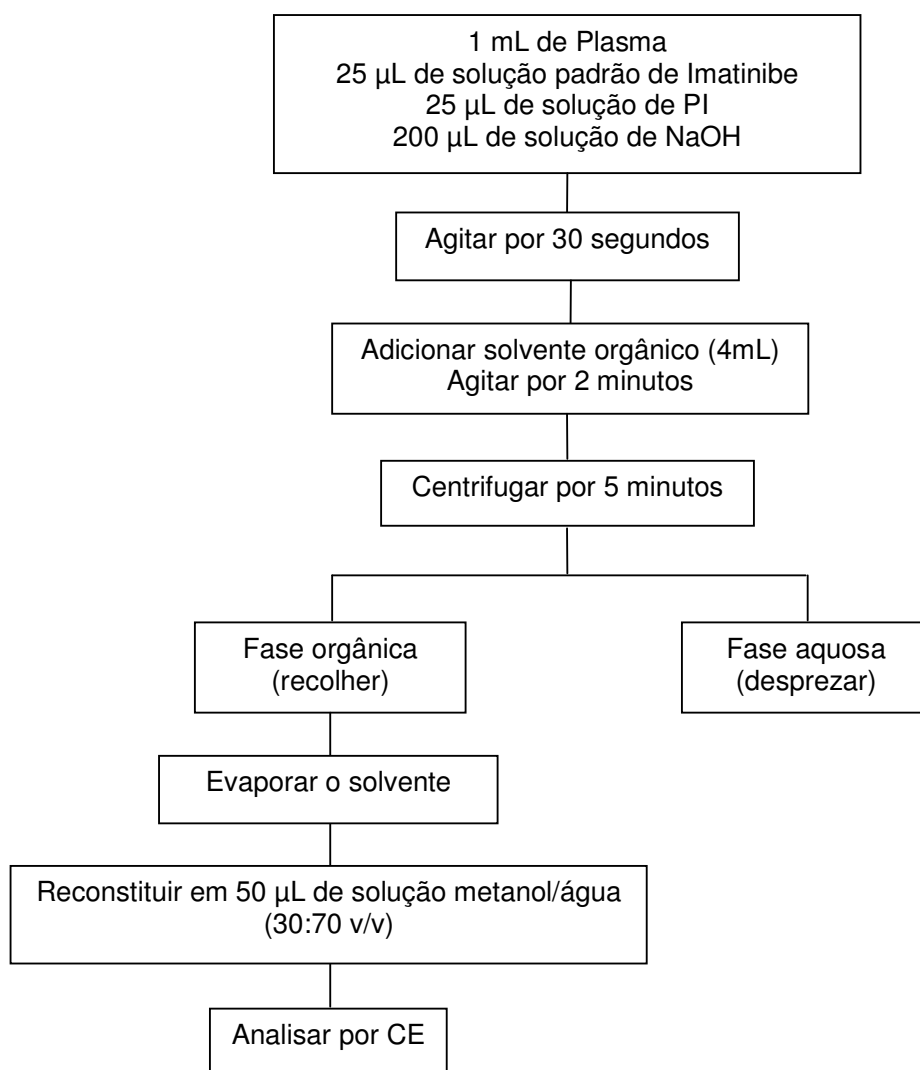 1 mL de Plasma
25 µL de solução padrão de Imatinibe
25 µL de solução de PI
200 µL de solução de NaOH
Agitar por 30 segundos
Adicionar solvente orgânico (4mL)
Agitar por 2 minutos
Centrifugar por 5 minutos
Fase orgânica
(recolher)
Fase aquosa
(desprezar)
Evaporar o solvente
Reconstituir em 50 µL de solução metanol/água
(30:70 v/v)
Analisar por CE